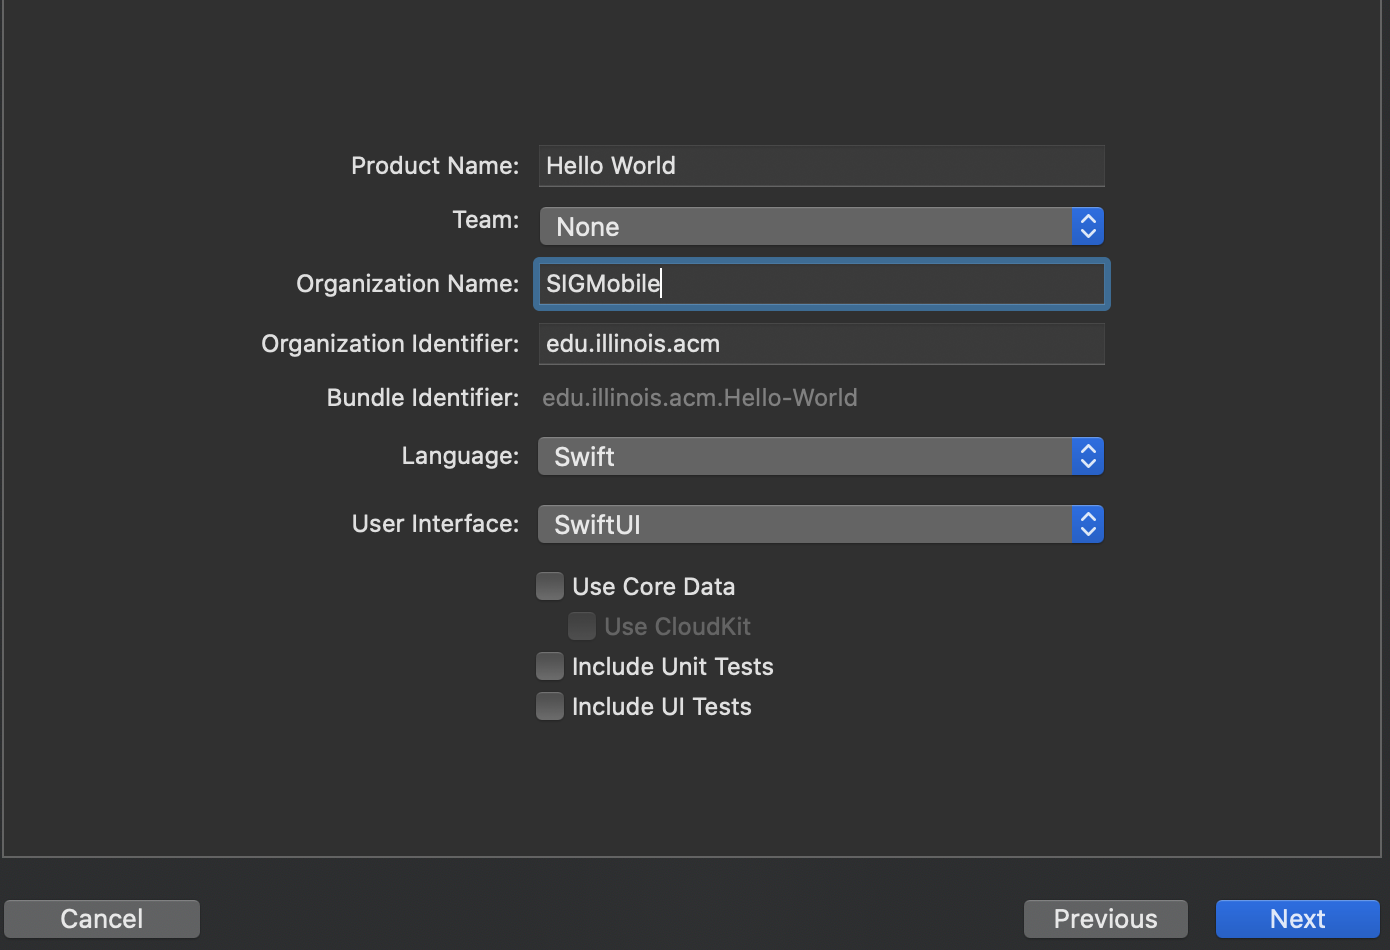 Product Name: Hello World
Team: None
Organization Name: SIGMobile
Organization Identifier: edu.illinois.acm
Bundle Identifier: edu.illinois.acm.Hello-World
Language: Swift
User Interface: SwiftUI
Use Core Data
Use CloudKit
Include Unit Tests
Include UI Tests
Cancel Previous Next